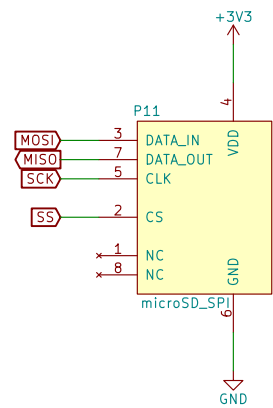 +3V3
4
P11
VDD
MOSI 3 DATA_IN
MISO 7 DATA_OUT
SCK 5 CLK
SS 2 CS
1 NC
8 NC
GND
microSD_SPI
6
GND